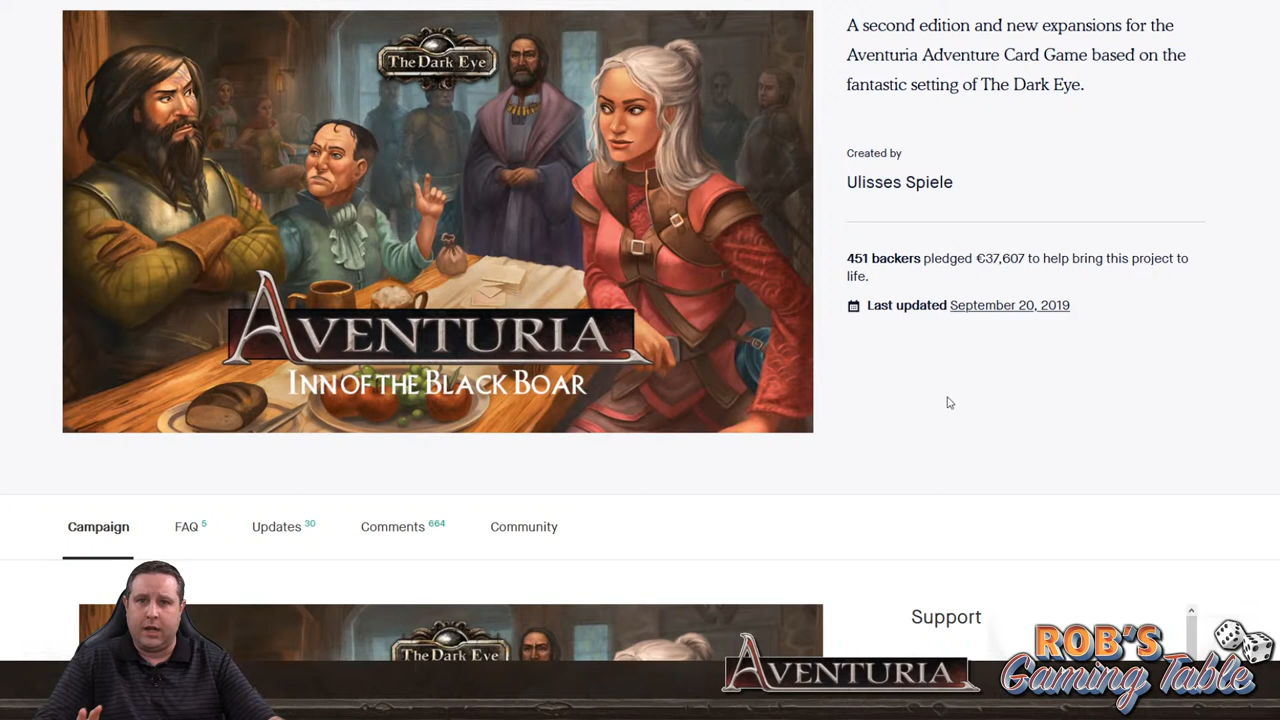 The Dark Eye
AVENTURIA
INN OF THE BLACK BOAR
A second edition and new expansions for the
Aventuria Adventure Card Game based on the
fantastic setting of The Dark Eye.
Created by
Ulisses Spiele
451 backers pledged €37,607 to help bring this project to
life.
Last updated September 20, 2019
Campaign
FAQ 5
Updates 30
Comments 664
Community
The Dark Eye
Support
AVENTURIA
ROB'S
Gaming Table